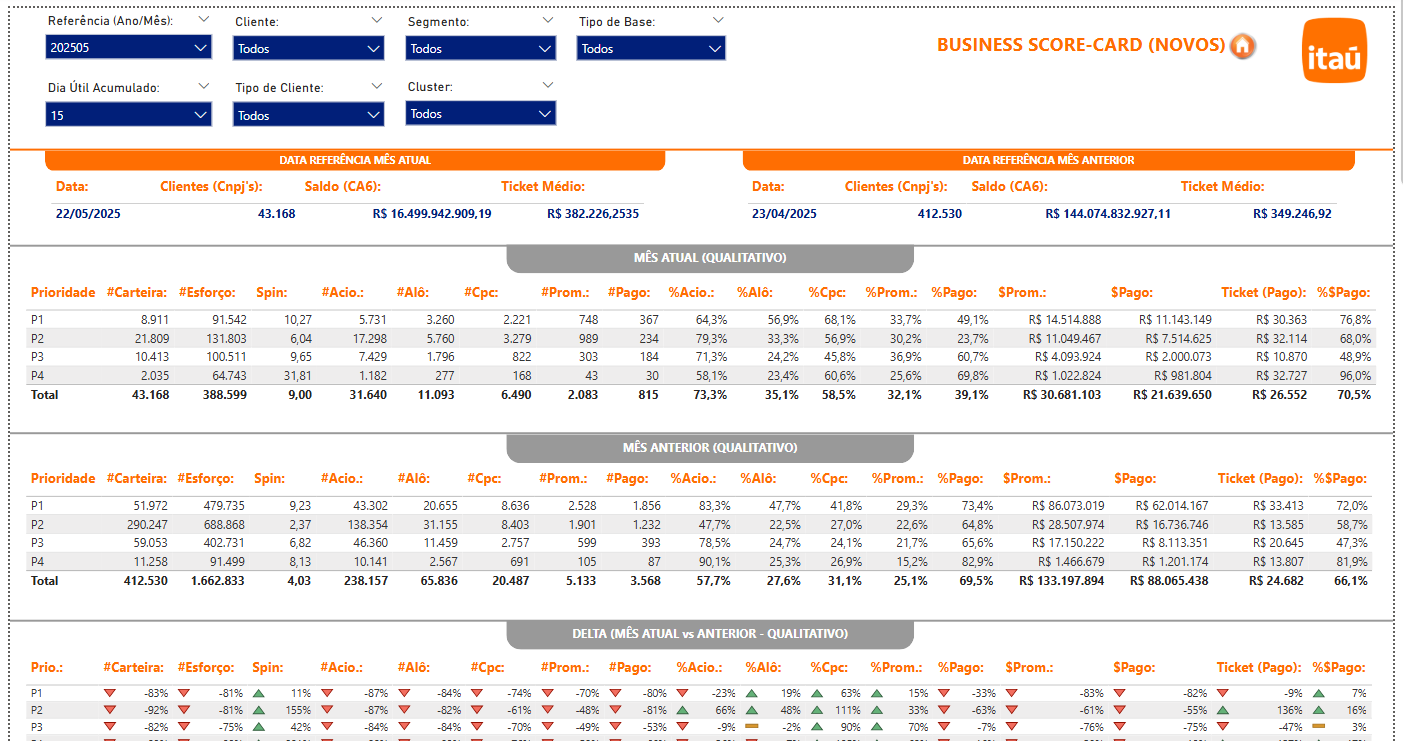 Referência (Ano/Mês): Cliente: Segmento: Tipo de Base:
202505 Todos Todos Todos
BUSINESS SCORE-CARD (NOVOS)
itaú
Dia Útil Acumulado: Tipo de Cliente: Cluster:
15 Todos Todos
DATA REFERÊNCIA MÊS ATUAL
Data: Clientes (Cnpj's): Saldo (CA6): Ticket Médio:
22/05/2025 43.168 R$ 16.499.942.909,19 R$ 382.226,2535
DATA REFERÊNCIA MÊS ANTERIOR
Data: Clientes (Cnpj's): Saldo (CA6): Ticket Médio:
23/04/2025 412.530 R$ 144.074.832.927,11 R$ 349.246,92
MÊS ATUAL (QUALITATIVO)
Prioridade #Carteira: #Esforço: Spin: #Acio.: #Alô: #Cpc: #Prom.: #Pago: %Acio.: %Alô: %Cpc: %Prom.: %Pago: $Prom.: $Pago: Ticket (Pago): %$Pago:
P1 8.911 91.542 10,27 5.731 3.260 2.221 748 367 64,3% 56,9% 68,1% 33,7% 49,1% R$ 14.514.888 R$ 11.143.149 R$ 30.363 76,8%
P2 21.809 131.803 6,04 17.298 5.760 3.279 989 234 79,3% 33,3% 56,9% 30,2% 23,7% R$ 11.049.467 R$ 7.514.625 R$ 32.114 68,0%
P3 10.413 100.511 9,65 7.429 1.796 822 303 184 71,3% 24,2% 45,8% 36,9% 60,7% R$ 4.093.924 R$ 2.000.073 R$ 10.870 48,9%
P4 2.035 64.743 31,81 1.182 277 168 43 30 58,1% 23,4% 60,6% 25,6% 69,8% R$ 1.022.824 R$ 981.804 R$ 32.727 96,0%
Total 43.168 388.599 9,00 31.640 11.093 6.490 2.083 815 73,3% 35,1% 58,5% 32,1% 39,1% R$ 30.681.103 R$ 21.639.650 R$ 26.552 70,5%
MÊS ANTERIOR (QUALITATIVO)
Prioridade #Carteira: #Esforço: Spin: #Acio.: #Alô: #Cpc: #Prom.: #Pago: %Acio.: %Alô: %Cpc: %Prom.: %Pago: $Prom.: $Pago: Ticket (Pago): %$Pago:
P1 51.972 479.735 9,23 43.302 20.655 8.636 2.528 1.856 83,3% 47,7% 41,8% 29,3% 73,4% R$ 86.073.019 R$ 62.014.167 R$ 33.413 72,0%
P2 290.247 688.868 2,37 138.354 31.155 8.403 1.901 1.232 47,7% 22,5% 27,0% 22,6% 64,8% R$ 28.507.974 R$ 16.736.746 R$ 13.585 58,7%
P3 59.053 402.731 6,82 46.360 11.459 2.757 599 393 78,5% 24,7% 24,1% 21,7% 65,6% R$ 17.150.222 R$ 8.113.351 R$ 20.645 47,3%
P4 11.258 91.499 8,13 10.141 2.567 691 105 87 90,1% 25,3% 26,9% 15,2% 82,9% R$ 1.466.679 R$ 1.201.174 R$ 13.807 81,9%
Total 412.530 1.662.833 4,03 238.157 65.836 20.487 5.133 3.568 57,7% 27,6% 31,1% 25,1% 69,5% R$ 133.197.894 R$ 88.065.438 R$ 24.682 66,1%
DELTA (MÊS ATUAL vs ANTERIOR - QUALITATIVO)
Prio.: #Carteira: #Esforço: Spin: #Acio.: #Alô: #Cpc: #Prom.: #Pago: %Acio.: %Alô: %Cpc: %Prom.: %Pago: $Prom.: $Pago: Ticket (Pago): %$Pago:
P1 -83% -81% 11% -87% -84% -74% -70% -80% -23% 19% 63% 15% -33% -83% -82% -9% 7%
P2 -92% -81% 155% -87% -82% -61% -48% -81% 66% 48% 111% 33% -63% -61% -55% 136% 16%
P3 -82% -75% 42% -84% -84% -70% -49% -53% -9% -2% 90% 70% -7% -76% -75% -47% 3%